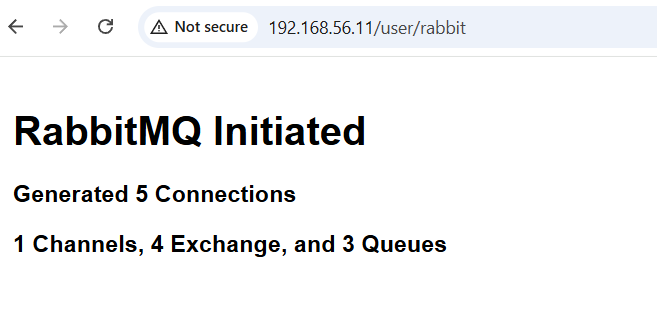 Not secure 192.168.56.11/user/rabbit
RabbitMQ Initiated
Generated 5 Connections
1 Channels, 4 Exchange, and 3 Queues